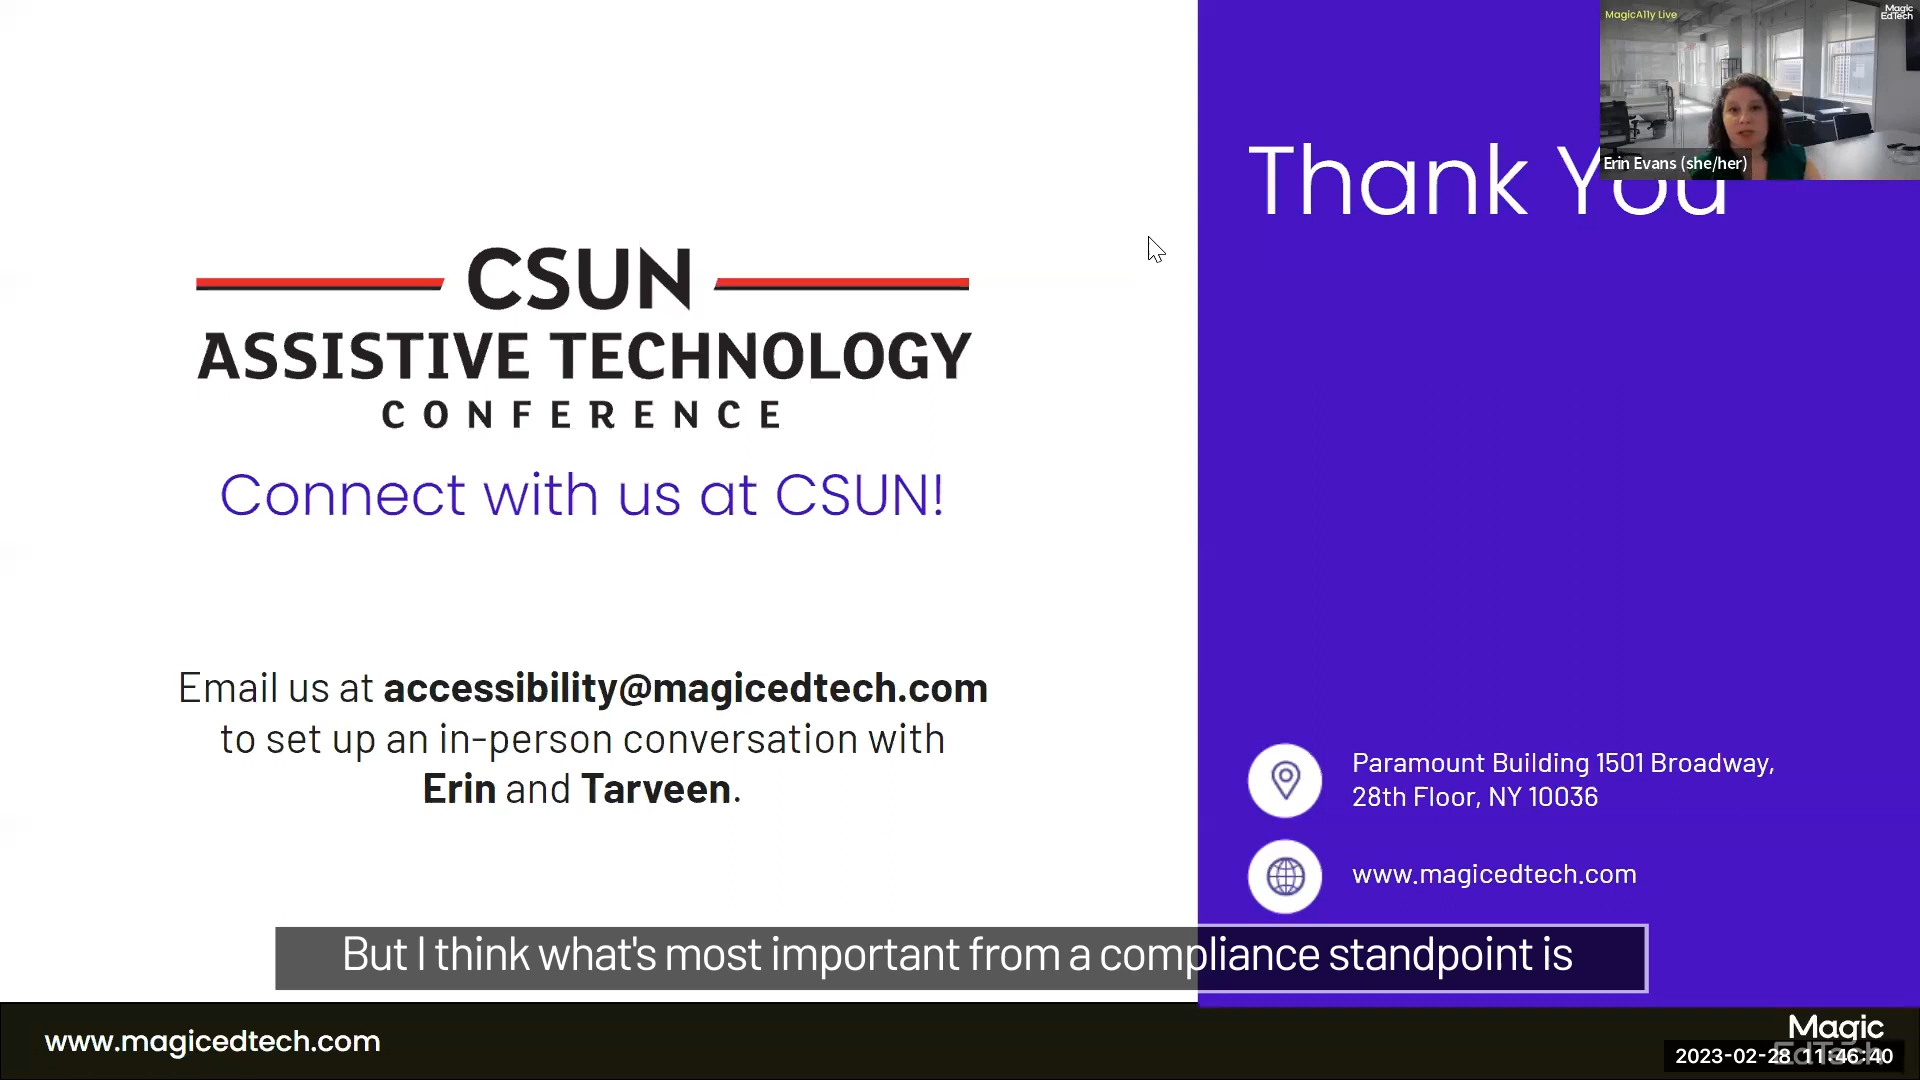 MagicA11y Live
Magic
EdTech
Erin Evans (she/her)
Thank You
CSUN
ASSISTIVE TECHNOLOGY
CONFERENCE
Connect with us at CSUN!
Email us at accessibility@magicedtech.com
to set up an in-person conversation with
Erin and Tarveen.
Paramount Building 1501 Broadway,
28th Floor, NY 10036
www.magicedtech.com
But I think what's most important from a compliance standpoint is
www.magicedtech.com
Magic
EdTech
2023-02-28 11:46:40